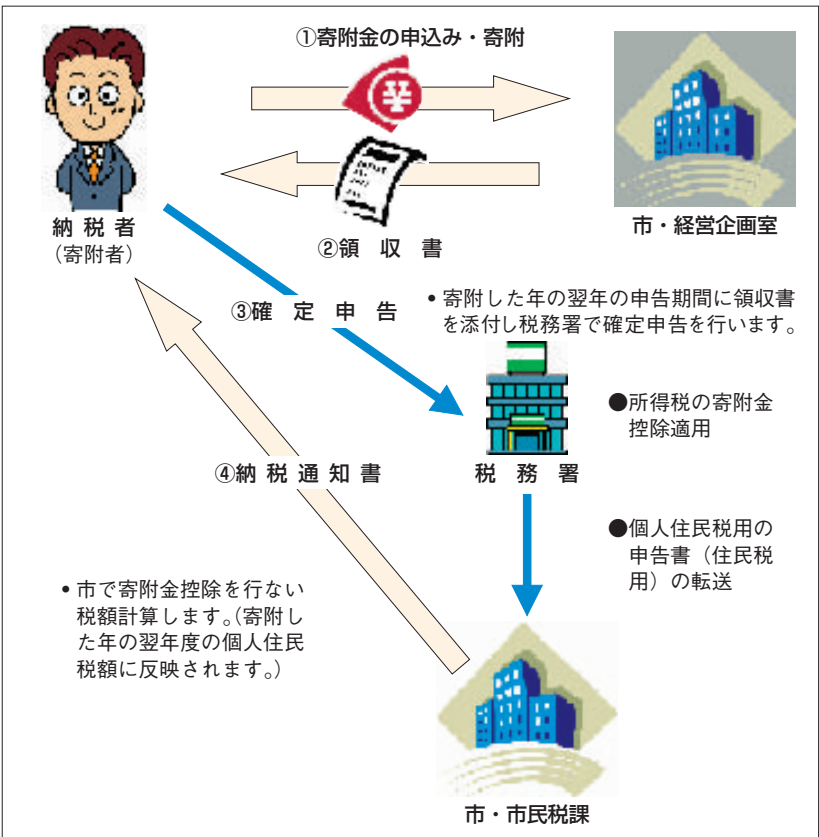 ①寄附金の申込み・寄附
納税者
(寄附者)
市・経営企画室
②領収書
③確定申告
•寄附した年の翌年の申告期間に領収書
を添付し税務署で確定申告を行います。
●所得税の寄附金
控除適用
④納税通知書
税務署
●個人住民税用の
申告書（住民税
用）の転送
•市で寄附金控除を行ない
税額計算します。(寄附し
た年の翌年度の個人住民
税額に反映されます。)
市・市民税課